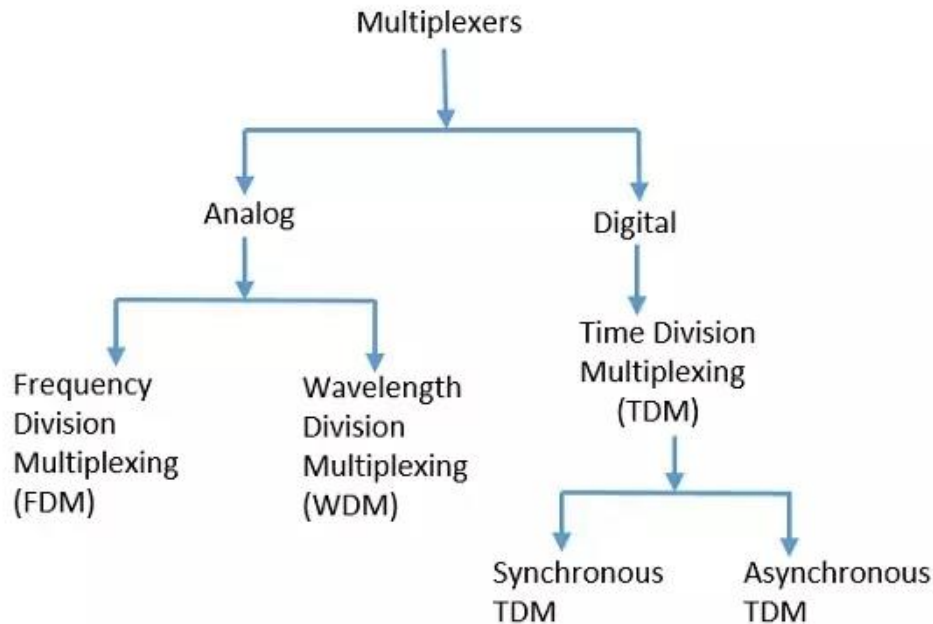 Multiplexers
Analog
Digital
Frequency
Division
Multiplexing
(FDM)
Wavelength
Division
Multiplexing
(WDM)
Time Division
Multiplexing
(TDM)
Synchronous
TDM
Asynchronous
TDM